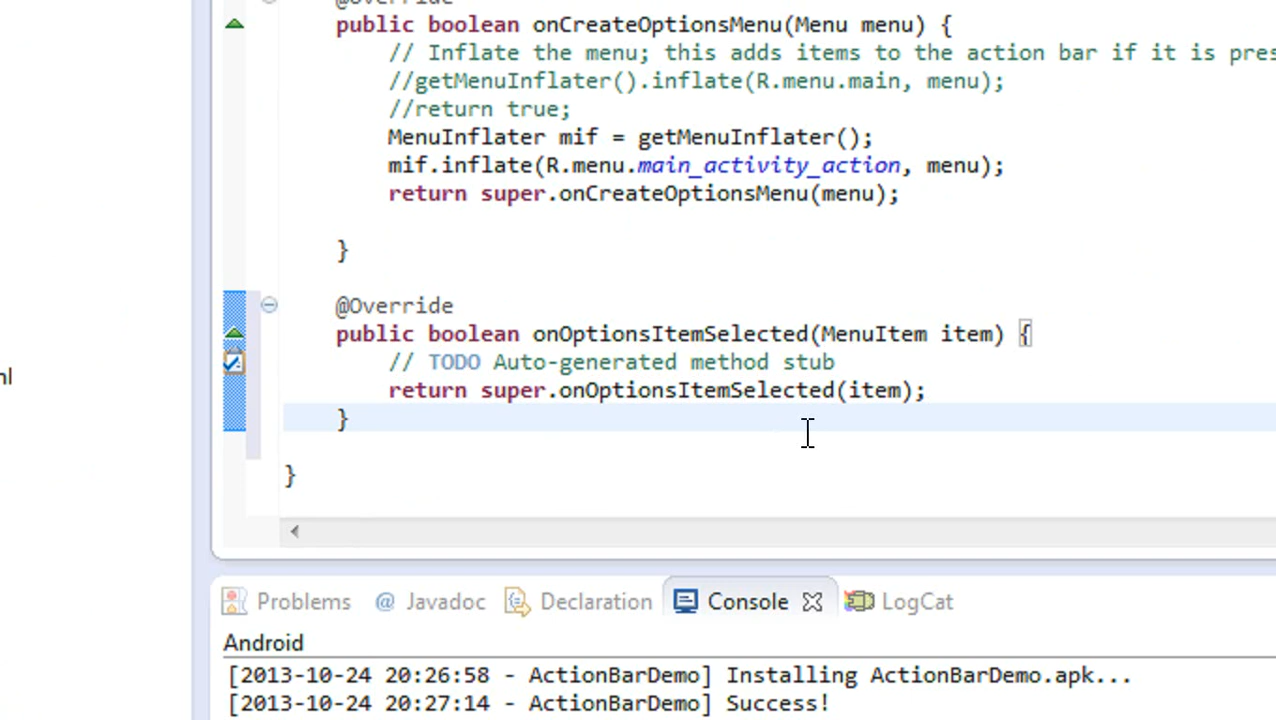 @Override
public boolean onCreateOptionsMenu(Menu menu) {
// Inflate the menu; this adds items to the action bar if it is pres
//getMenuInflater().inflate(R.menu.main, menu);
//return true;
MenuInflater mif = getMenuInflater();
mif.inflate(R.menu.main_activity_action, menu);
return super.onCreateOptionsMenu(menu);
}
@Override
public boolean onOptionsItemSelected(MenuItem item) {
// TODO Auto-generated method stub
nl
return super.onOptionsItemSelected(item);
}
}
Problems @ Javadoc Declaration Console LogCat
Android
[2013-10-24 20:26:58 - ActionBarDemo] Installing ActionBarDemo.apk...
[2013-10-24 20:27:14 - ActionBarDemo] Success!